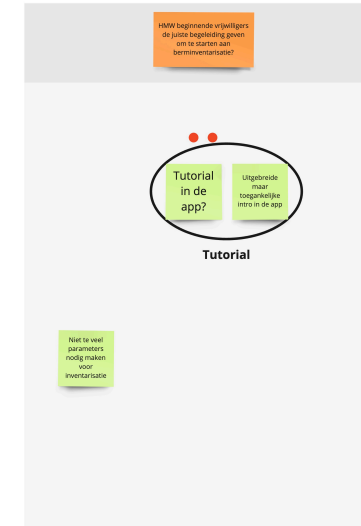 HMW beginnende vrijwilligers
de juiste begeleiding geven
om te starten aan
berminventarisatie?
Tutorial
in de
app?
Uitgebreide
maar
toegankelijke
intro in de app
Tutorial
Niet te veel
parameters
nodig maken
voor
inventarisatie